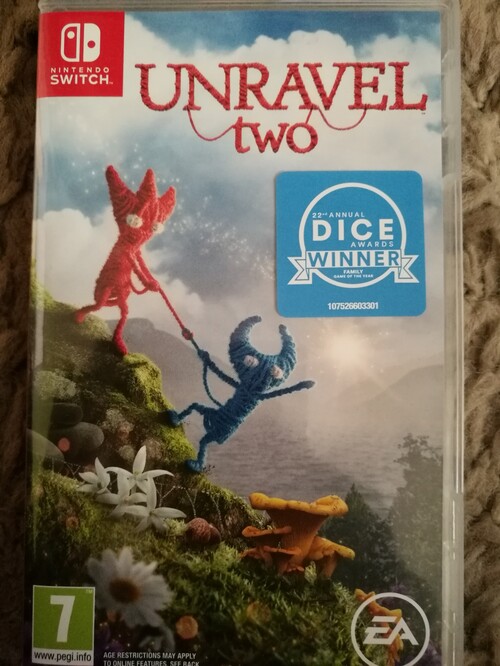 NINTENDO
SWITCH™
UNRAVEL
two
22ND ANNUAL
DICE
AWARDS
WINNER
FAMILY
GAME OF THE YEAR
107526603301
7
www.pegi.info
AGE RESTRICTIONS MAY APPLY
TO ONLINE FEATURES. SEE BACK
EA